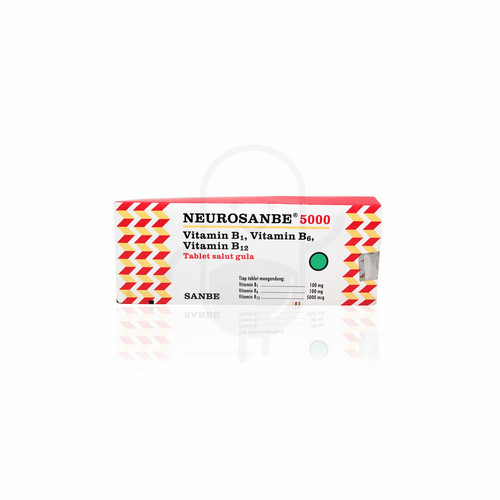 NEUROSANBE® 5000
Vitamin B1, Vitamin B6,
Vitamin B12
Tablet salut gula
Tiap tablet mengandung:
Vitamin B1 100 mg
Vitamin B6 100 mg
Vitamin B12 5000 mcg
SANBE